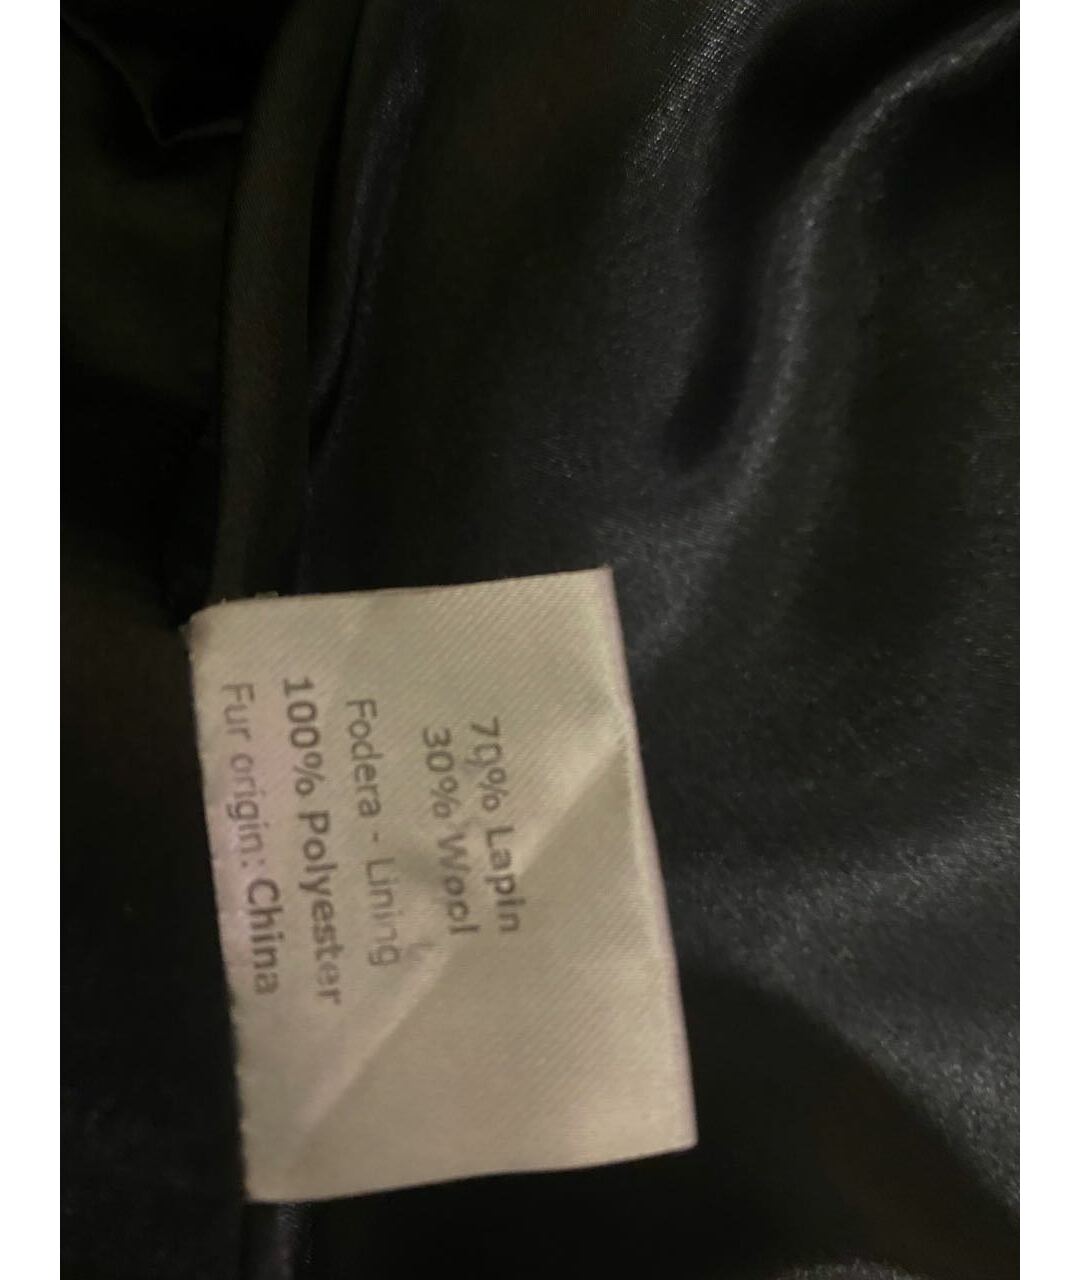 70% Lapin
30% Wool
Fodera - Lining
100% Polyester
Fur origin: China